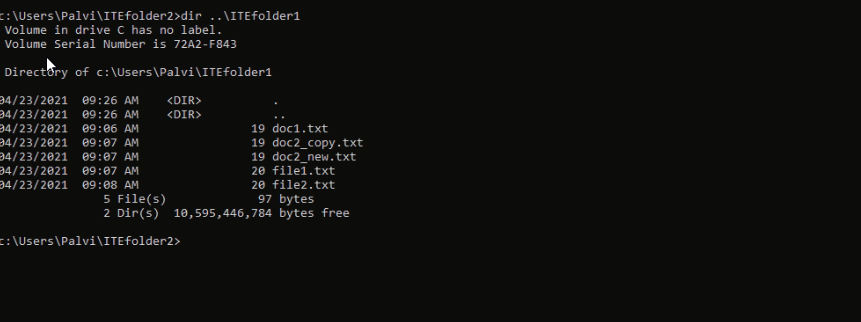 c:\Users\Palvi\ITEfolder2>dir ..\ITEfolder1
Volume in drive C has no label.
Volume Serial Number is 72A2-F843
Directory of c:\Users\Palvi\ITEfolder1
04/23/2021 09:26 AM <DIR> .
04/23/2021 09:26 AM <DIR> ..
04/23/2021 09:06 AM 19 doc1.txt
04/23/2021 09:07 AM 19 doc2_copy.txt
04/23/2021 09:07 AM 19 doc2_new.txt
04/23/2021 09:07 AM 20 file1.txt
04/23/2021 09:08 AM 20 file2.txt
5 File(s) 97 bytes
2 Dir(s) 10,595,446,784 bytes free
c:\Users\Palvi\ITEfolder2>